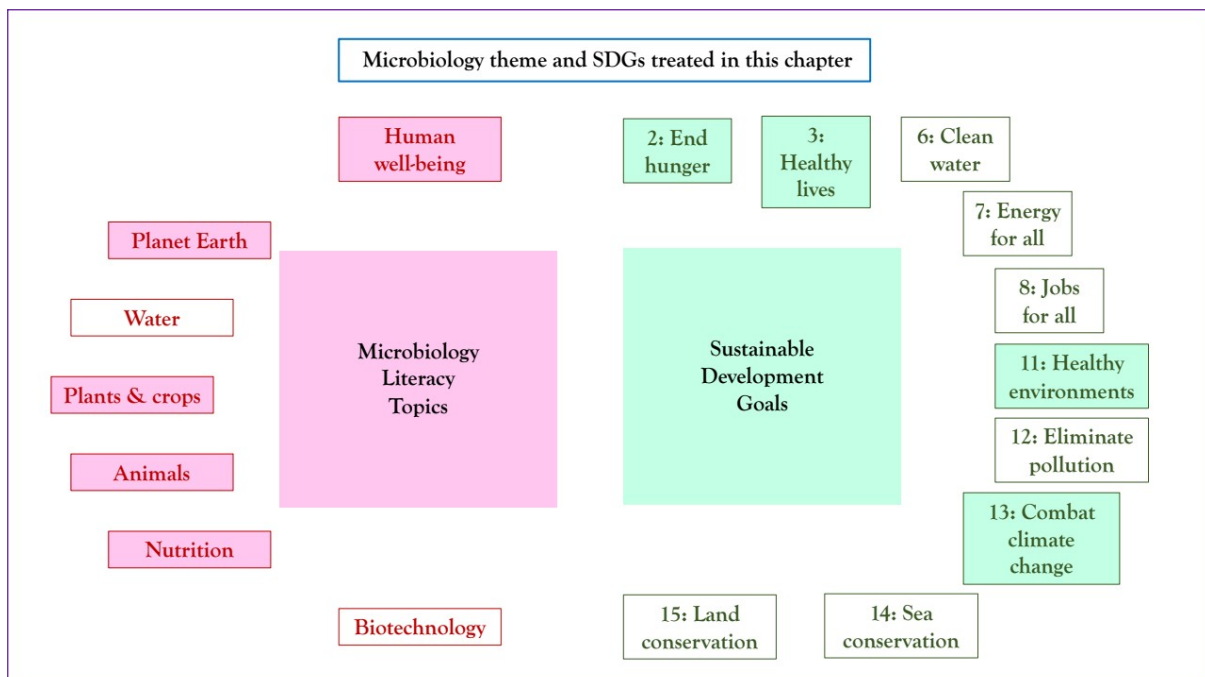 Microbiology theme and SDGs treated in this chapter
Human
well-being
2: End
hunger
3:
Healthy
lives
6: Clean
water
Planet Earth
7: Energy
for all
Water
8: Jobs
for all
Microbiology
Literacy
Topics
Sustainable
Development
Goals
Plants & crops
11: Healthy
environments
12: Eliminate
pollution
Animals
13: Combat
climate
change
Nutrition
Biotechnology
15: Land
conservation
14: Sea
conservation